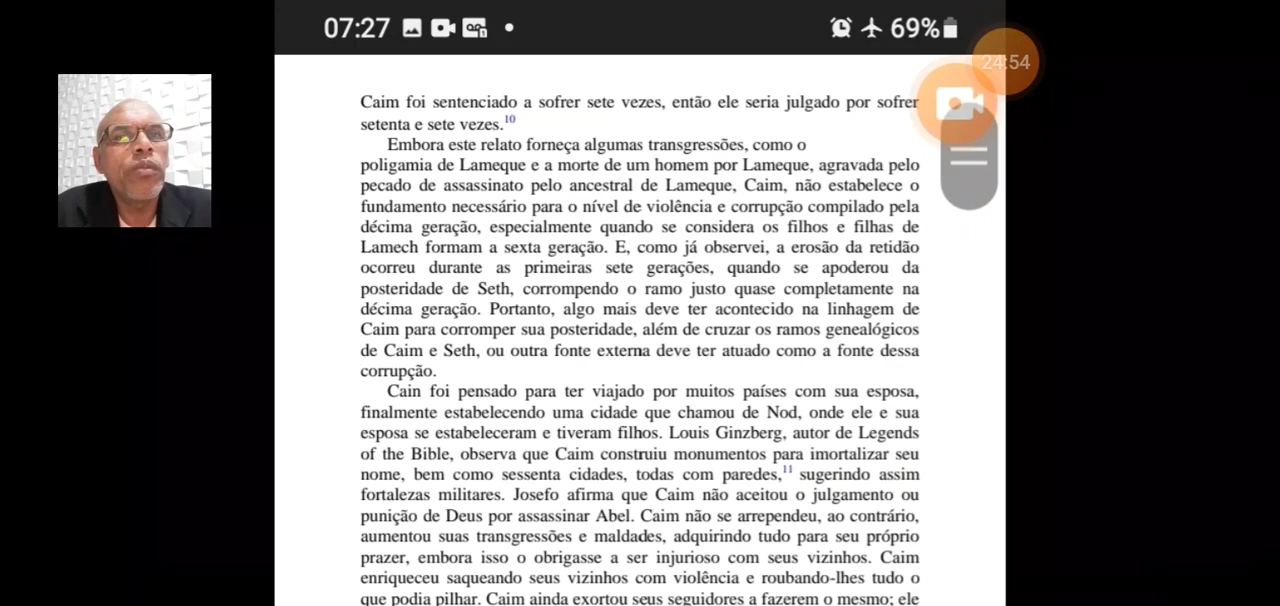 07:27
69%
24:54
Caim foi sentenciado a sofrer sete vezes, então ele seria julgado por sofrer
setenta e sete vezes.10
Embora este relato forneça algumas transgressões, como o
poligamia de Lameque e a morte de um homem por Lameque, agravada pelo
pecado de assassinato pelo ancestral de Lameque, Caim, não estabelece o
fundamento necessário para o nível de violência e corrupção compilado pela
décima geração, especialmente quando se considera os filhos e filhas de
Lamech formam a sexta geração. E, como já observei, a erosão da retidão
ocorreu durante as primeiras sete gerações, quando se apoderou da
posteridade de Seth, corrompendo o ramo justo quase completamente na
décima geração. Portanto, algo mais deve ter acontecido na linhagem de
Caim para corromper sua posteridade, além de cruzar os ramos genealógicos
de Caim e Seth, ou outra fonte externa deve ter atuado como a fonte dessa
corrupção.
Cain foi pensado para ter viajado por muitos países com sua esposa,
finalmente estabelecendo uma cidade que chamou de Nod, onde ele e sua
esposa se estabeleceram e tiveram filhos. Louis Ginzberg, autor de Legends
of the Bible, observa que Caim construiu monumentos para imortalizar seu
nome, bem como sessenta cidades, todas com paredes,11 sugerindo assim
fortalezas militares. Josefo afirma que Caim não aceitou o julgamento ou
punição de Deus por assassinar Abel. Caim não se arrependeu, ao contrário,
aumentou suas transgressões e maldades, adquirindo tudo para seu próprio
prazer, embora isso o obrigasse a ser injurioso com seus vizinhos. Caim
enriqueceu saqueando seus vizinhos com violência e roubando-lhes tudo o
que podia pilhar. Caim ainda exortou seus seguidores a fazerem o mesmo; ele